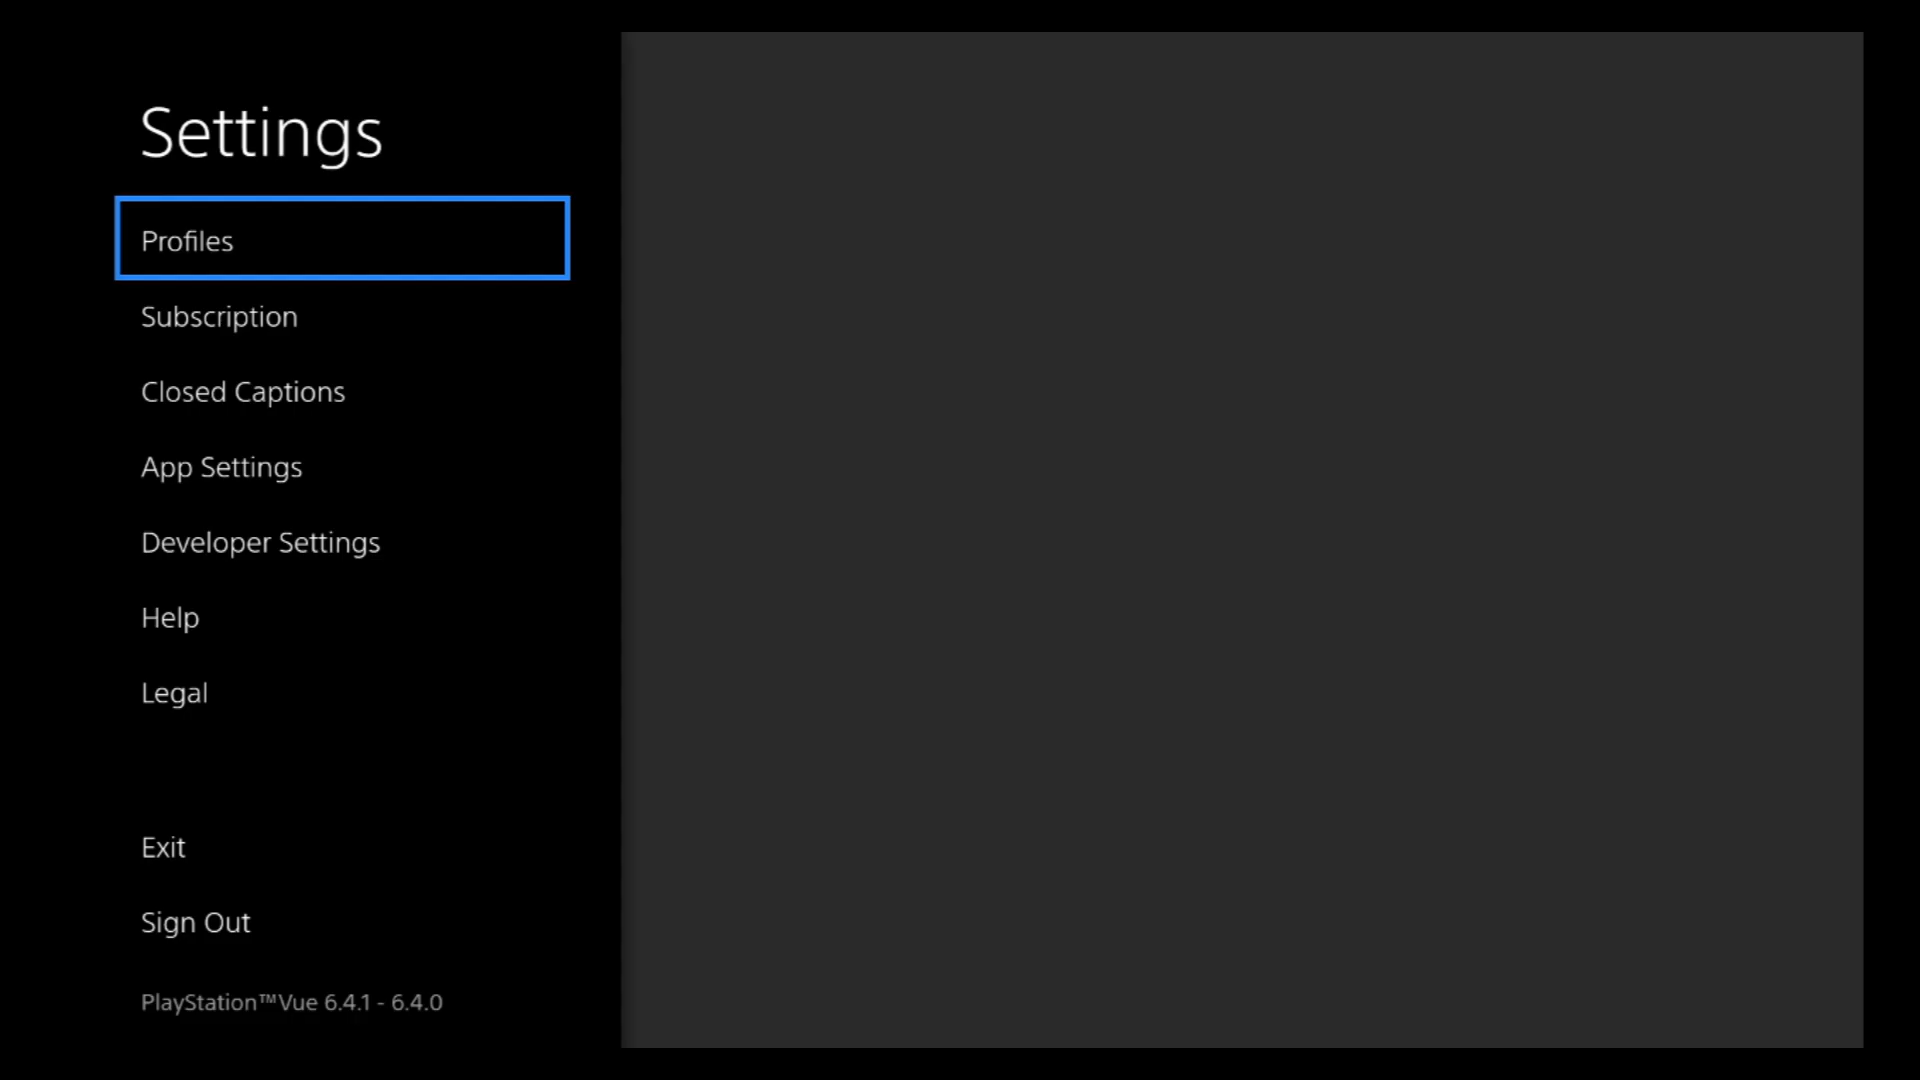 Settings
Profiles
Subscription
Closed Captions
App Settings
Developer Settings
Help
Legal
Exit
Sign Out
PlayStation™Vue 6.4.1 - 6.4.0